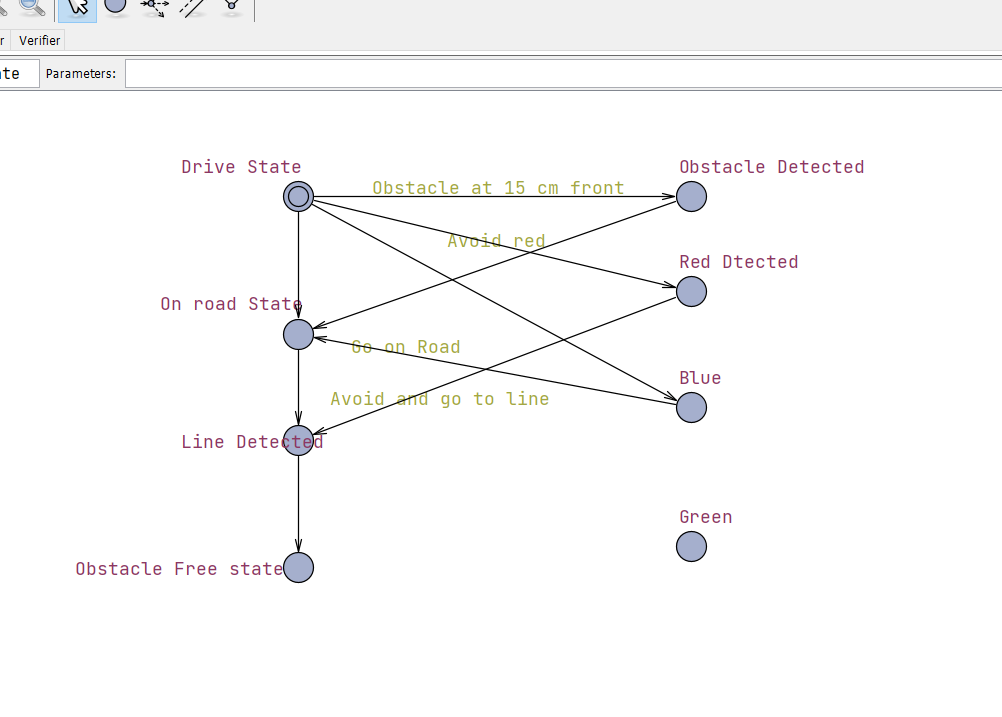 r
Verifier
te
Parameters:
Drive State
Obstacle Detected
Obstacle at 15 cm front
Avoid red
Red Dtected
On road State
Go on Road
Blue
Avoid and go to line
Line Detected
Green
Obstacle Free state